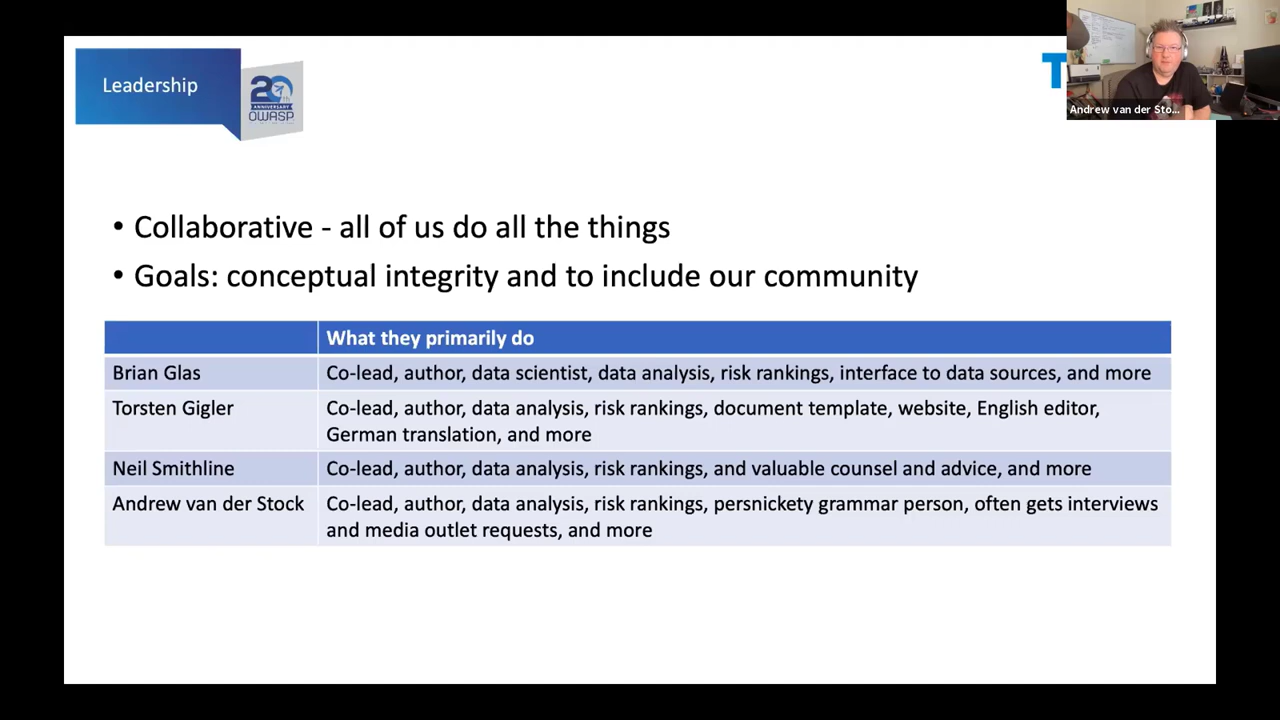 Leadership
20
th
ANNIVERSARY
OWASP
T
Andrew van der Sto...
• Collaborative - all of us do all the things
• Goals: conceptual integrity and to include our community
What they primarily do
Brian Glas
Co-lead, author, data scientist, data analysis, risk rankings, interface to data sources, and more
Torsten Gigler
Co-lead, author, data analysis, risk rankings, document template, website, English editor,
German translation, and more
Neil Smithline
Co-lead, author, data analysis, risk rankings, and valuable counsel and advice, and more
Andrew van der Stock
Co-lead, author, data analysis, risk rankings, persnickety grammar person, often gets interviews
and media outlet requests, and more